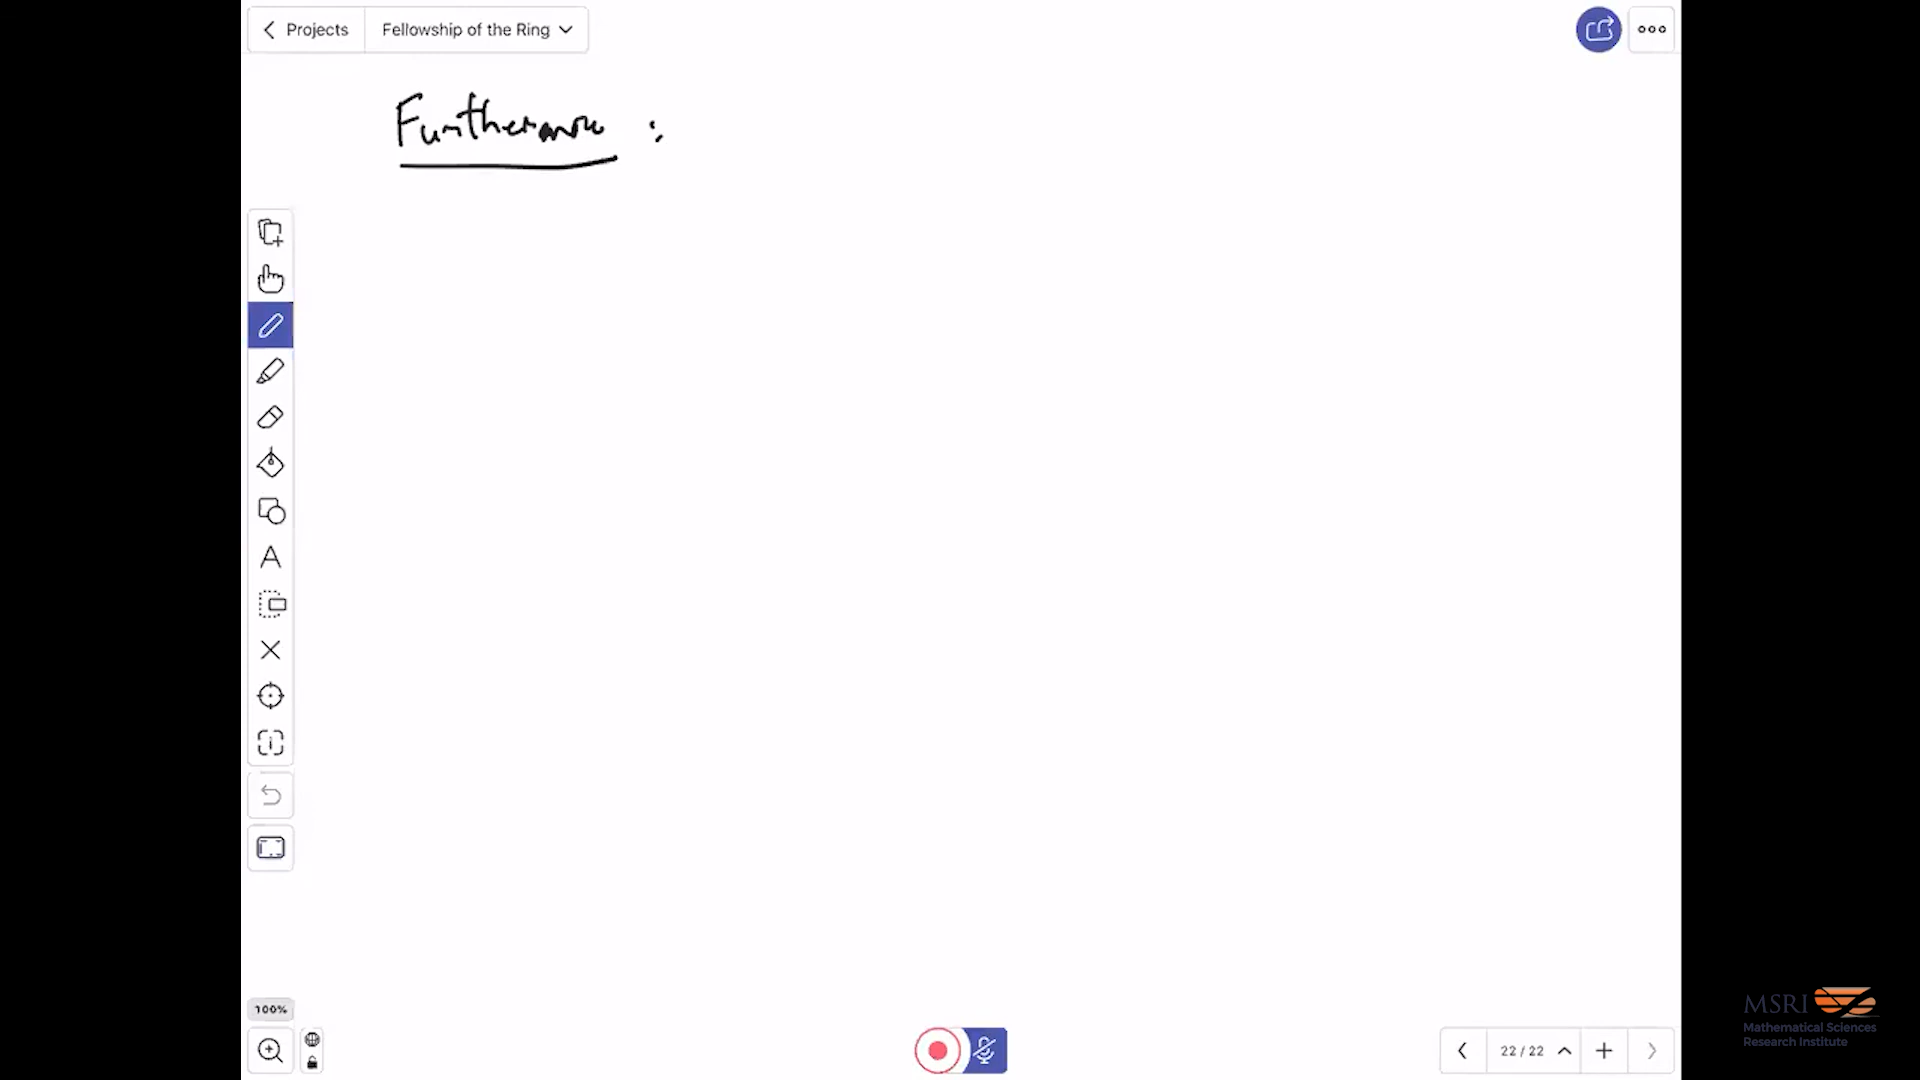 Projects
Fellowship of the Ring
Furthermore :
A
100%
22 / 22
MSRI
Mathematical Sciences
Research Institute